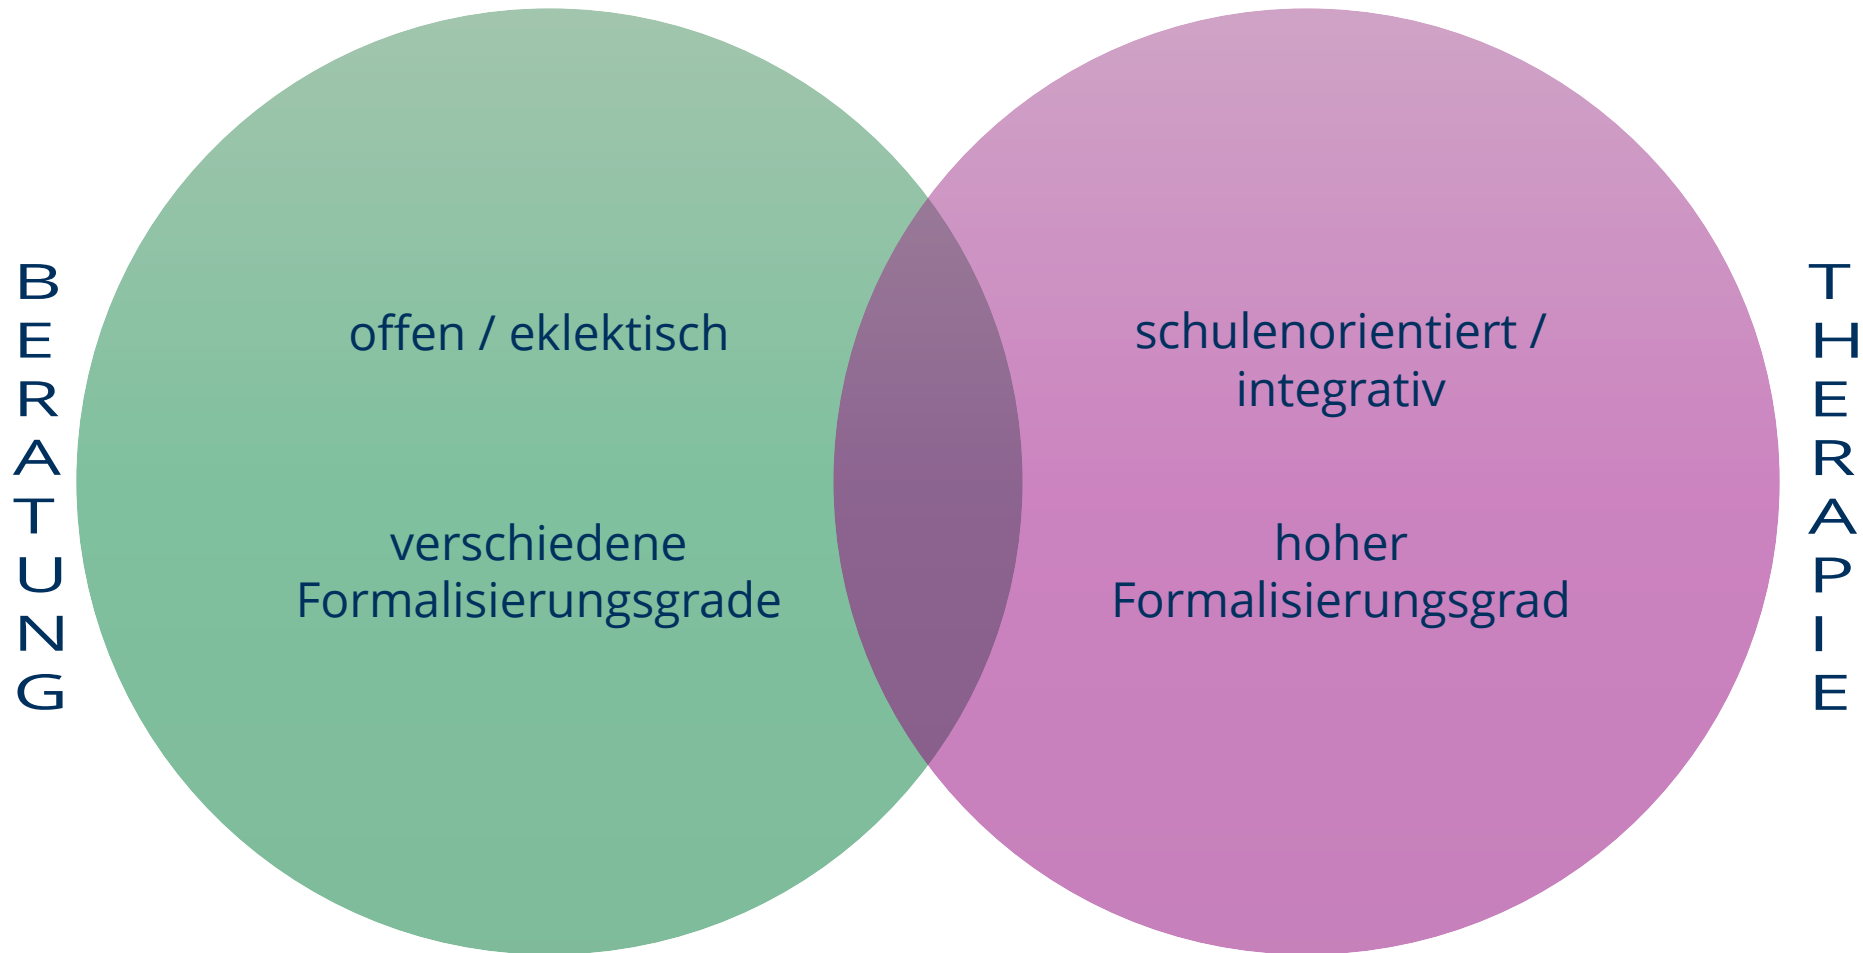 BERATUNG
offen / eklektisch
verschiedene
Formalisierungsgrade
schulenorientiert /
integrativ
hoher
Formalisierungsgrad
THERAPIE